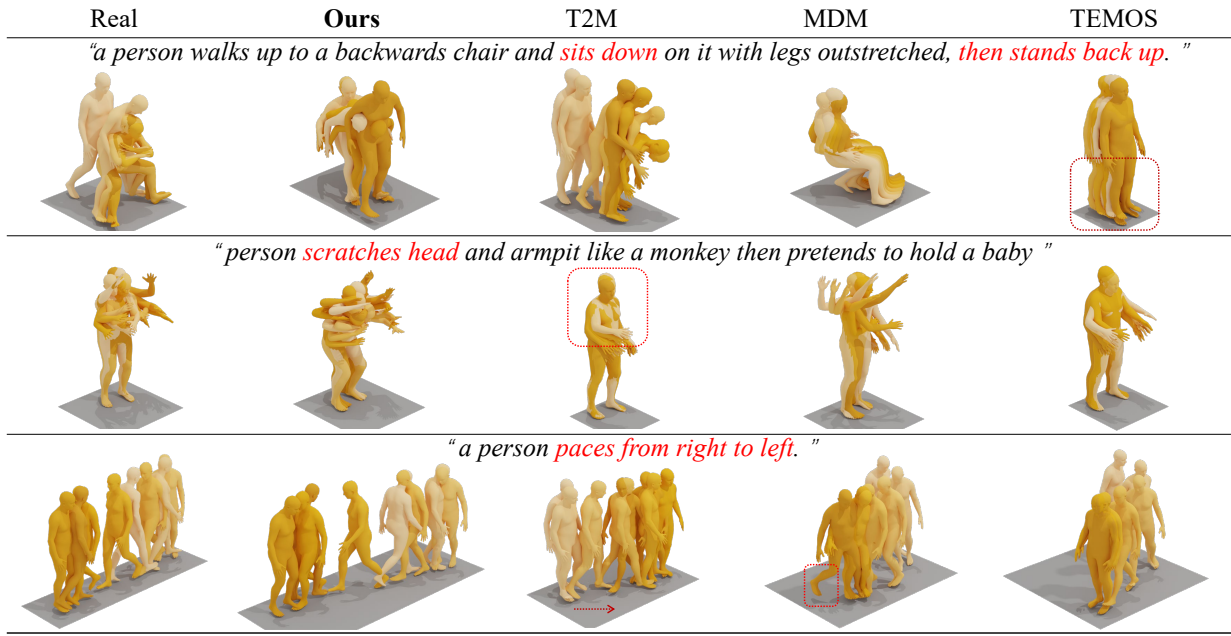 Real Ours T2M MDM TEMOS
“a person walks up to a backwards chair and sits down on it with legs outstretched, then stands back up. ”
“ person scratches head and armpit like a monkey then pretends to hold a baby ”
“ a person paces from right to left. ”